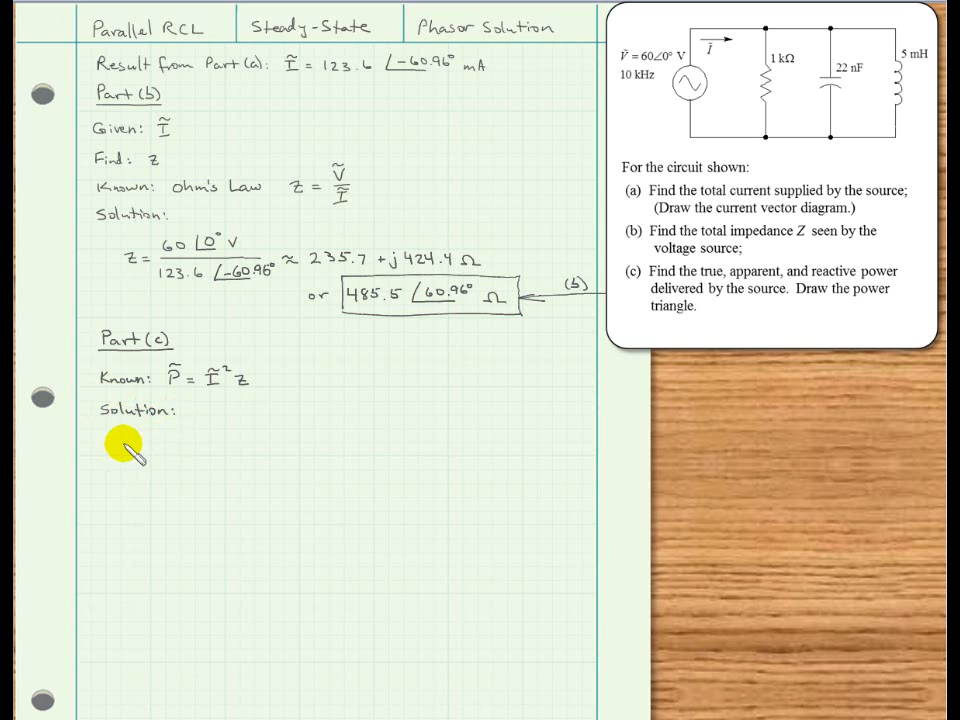 Parallel RCL Steady-State Phasor Solution
Result from Part(a): Ĩ = 123.6 ∠-60.96° mA
Part(b)
Given: Ĩ
Find: Z
Known: Ohm's Law Z = Ṽ / Ĩ
Solution:
Z = 60 ∠0° V / 123.6 ∠-60.96° ≈ 235.7 + j424.4 Ω
or 485.5 ∠60.96° Ω (b)
Part(c)
Known: P̃ = Ĩ² Z
Solution:
Ṽ = 60∠0° V
10 kHz
Ĩ
1 kΩ
22 nF
5 mH
For the circuit shown:
(a) Find the total current supplied by the source;
(Draw the current vector diagram.)
(b) Find the total impedance Z seen by the
voltage source;
(c) Find the true, apparent, and reactive power
delivered by the source. Draw the power
triangle.